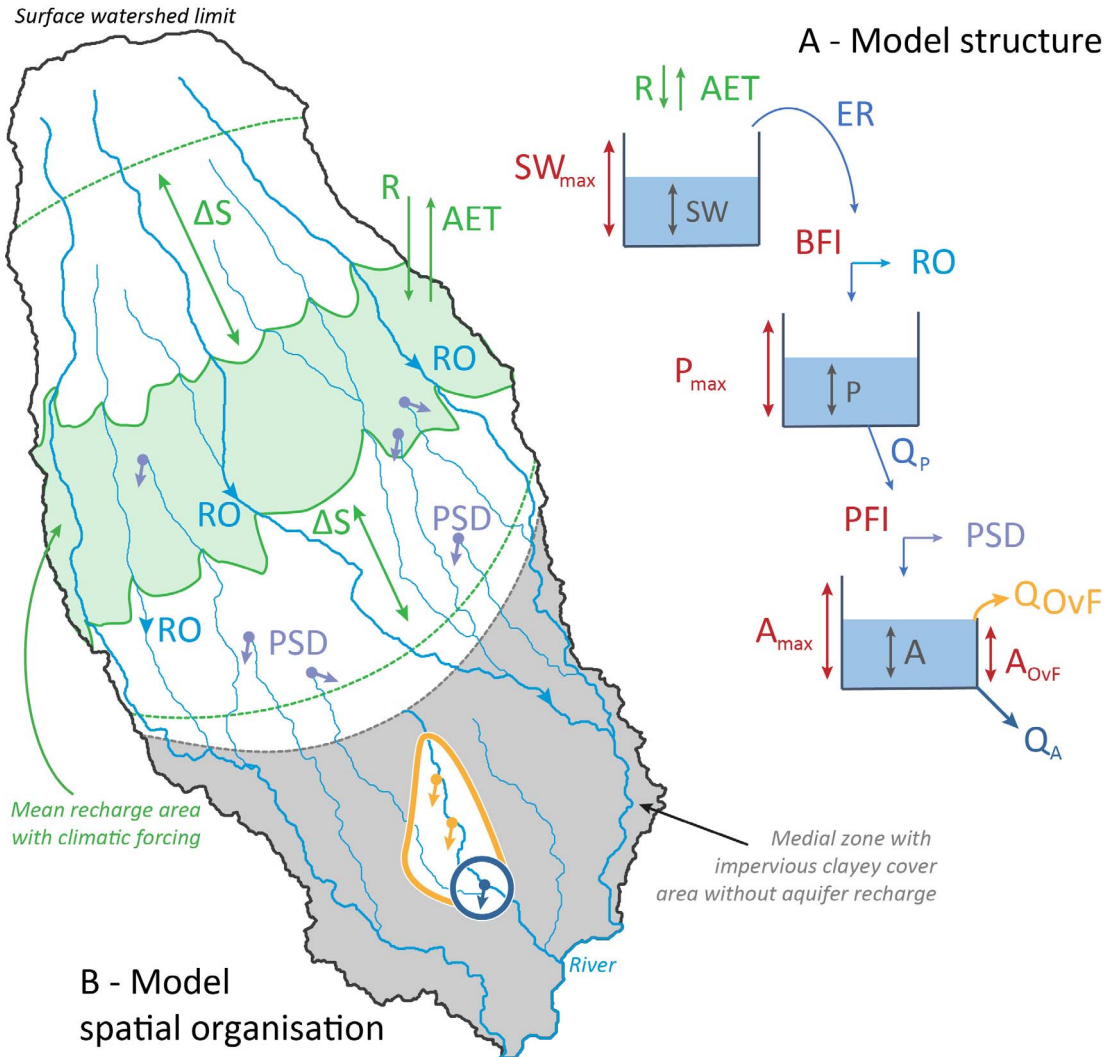 Surface watershed limit
A - Model structure
R
AET
ER
SWmax
SW
BFI
RO
Pmax
P
QP
PFI
PSD
Amax
A
QOvF
AOvF
QA
ΔS
R
AET
RO
RO
ΔS
PSD
RO
PSD
Mean recharge area
with climatic forcing
Medial zone with
impervious clayey cover
area without aquifer recharge
River
B - Model
spatial organisation